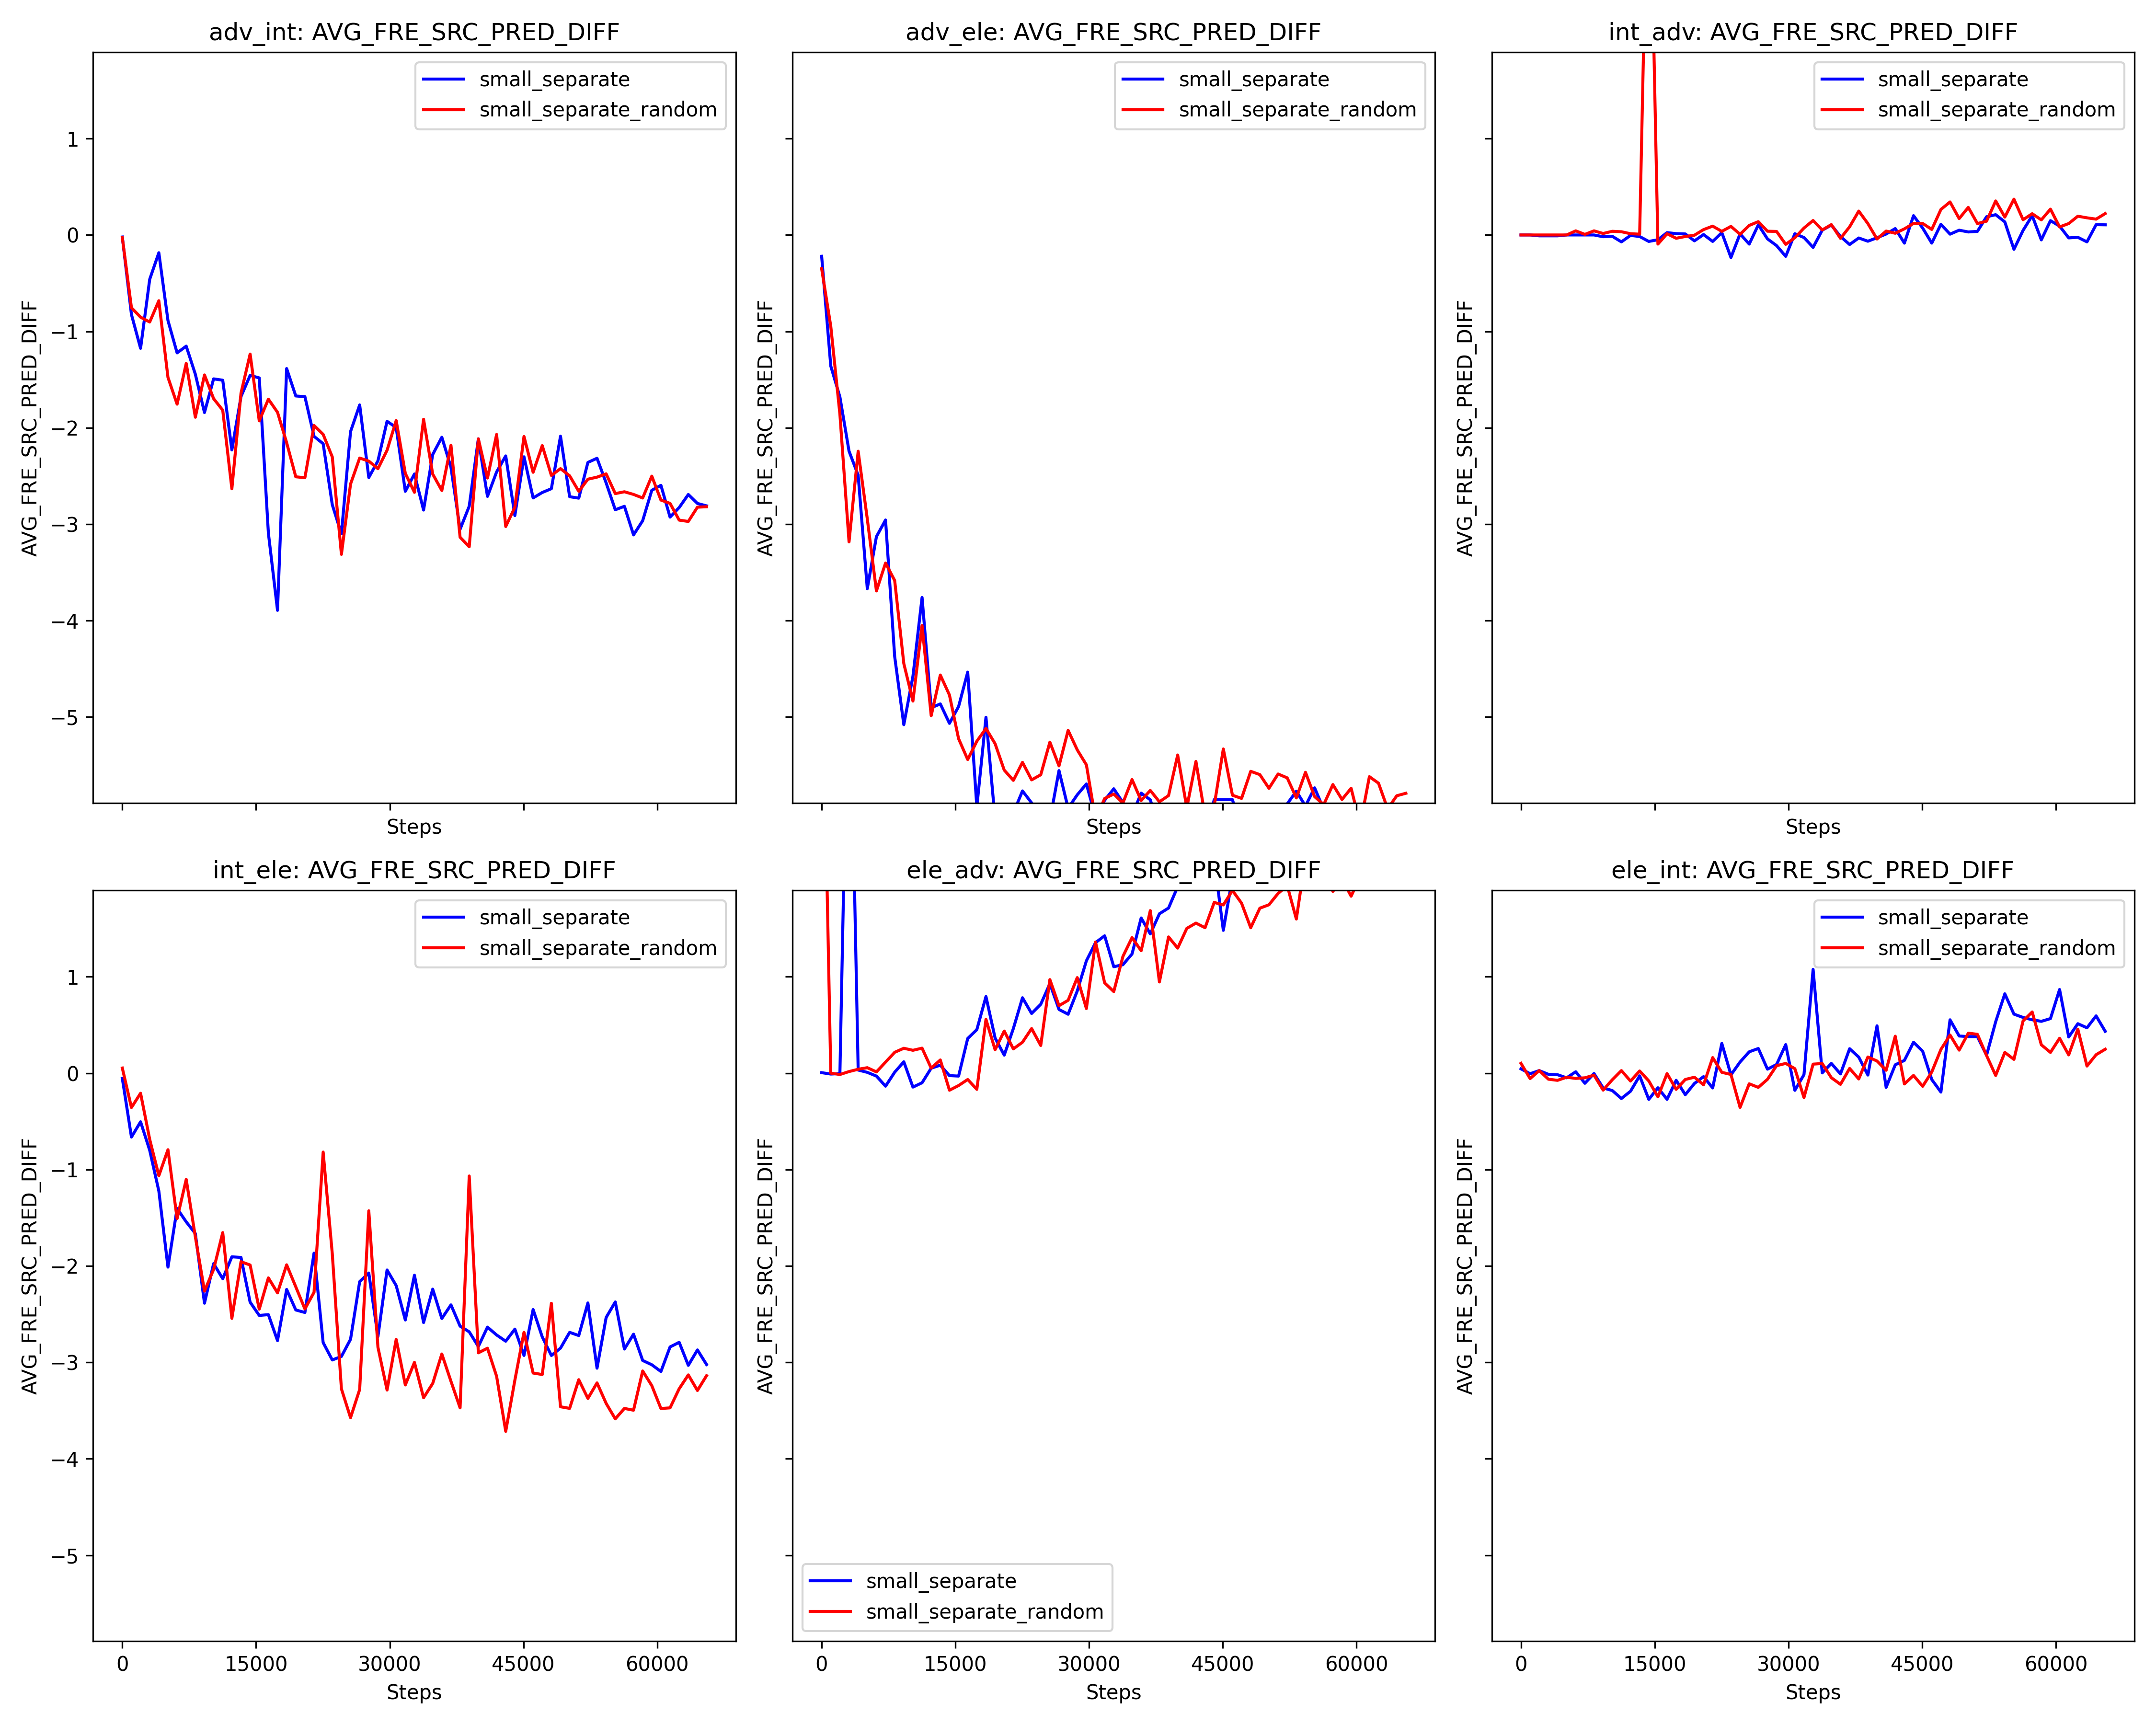 adv_int: AVG_FRE_SRC_PRED_DIFF
small_separate
small_separate_random
1
0
−1
−2
−3
−4
−5
AVG_FRE_SRC_PRED_DIFF
Steps
adv_ele: AVG_FRE_SRC_PRED_DIFF
small_separate
small_separate_random
AVG_FRE_SRC_PRED_DIFF
Steps
int_adv: AVG_FRE_SRC_PRED_DIFF
small_separate
small_separate_random
AVG_FRE_SRC_PRED_DIFF
Steps
int_ele: AVG_FRE_SRC_PRED_DIFF
small_separate
small_separate_random
1
0
−1
−2
−3
−4
−5
AVG_FRE_SRC_PRED_DIFF
0 15000 30000 45000 60000
Steps
ele_adv: AVG_FRE_SRC_PRED_DIFF
small_separate
small_separate_random
AVG_FRE_SRC_PRED_DIFF
0 15000 30000 45000 60000
Steps
ele_int: AVG_FRE_SRC_PRED_DIFF
small_separate
small_separate_random
AVG_FRE_SRC_PRED_DIFF
0 15000 30000 45000 60000
Steps